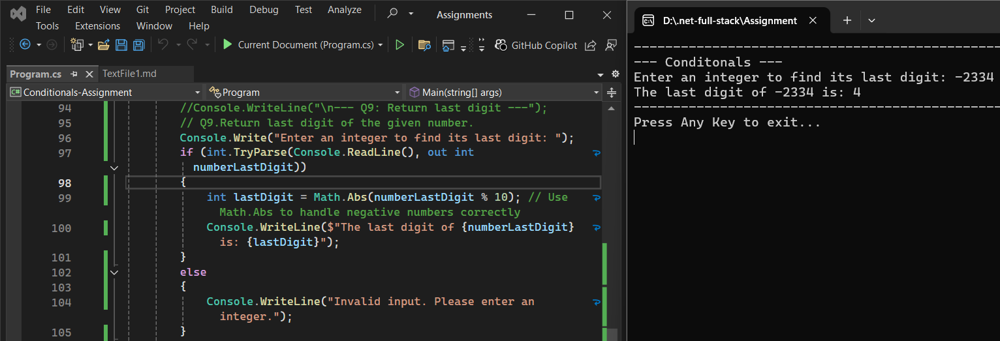 File Edit View Git Project Build Debug Test Analyze
Assignments
Tools Extensions Window Help
Current Document (Program.cs)
GitHub Copilot
Program.cs
TextFile1.md
C# Conditionals-Assignment
Program
Main(string[] args)
94 //Console.WriteLine("\n--- Q9: Return last digit ---");
95 // Q9.Return last digit of the given number.
96 Console.Write("Enter an integer to find its last digit: ");
97 if (int.TryParse(Console.ReadLine(), out int
numberLastDigit))
98 {
99 int lastDigit = Math.Abs(numberLastDigit % 10); // Use
Math.Abs to handle negative numbers correctly
100 Console.WriteLine($"The last digit of {numberLastDigit}
is: {lastDigit}");
101 }
102 else
103 {
104 Console.WriteLine("Invalid input. Please enter an
integer.");
105 }
D:\.net-full-stack\Assignment
--- Conditonals ---
Enter an integer to find its last digit: -2334
The last digit of -2334 is: 4
Press Any Key to exit...